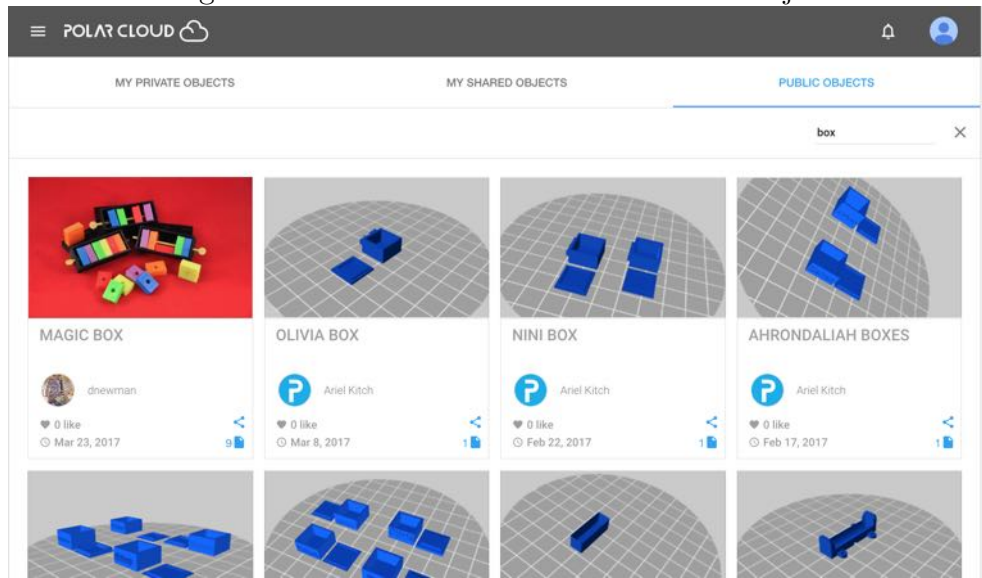 POLAR CLOUD
MY PRIVATE OBJECTS
MY SHARED OBJECTS
PUBLIC OBJECTS
box
MAGIC BOX
dnewman
0 like
Mar 23, 2017
9
OLIVIA BOX
Ariel Kitch
0 like
Mar 8, 2017
1
NINI BOX
Ariel Kitch
0 like
Feb 22, 2017
1
AHRONDALIAH BOXES
Ariel Kitch
0 like
Feb 17, 2017
1